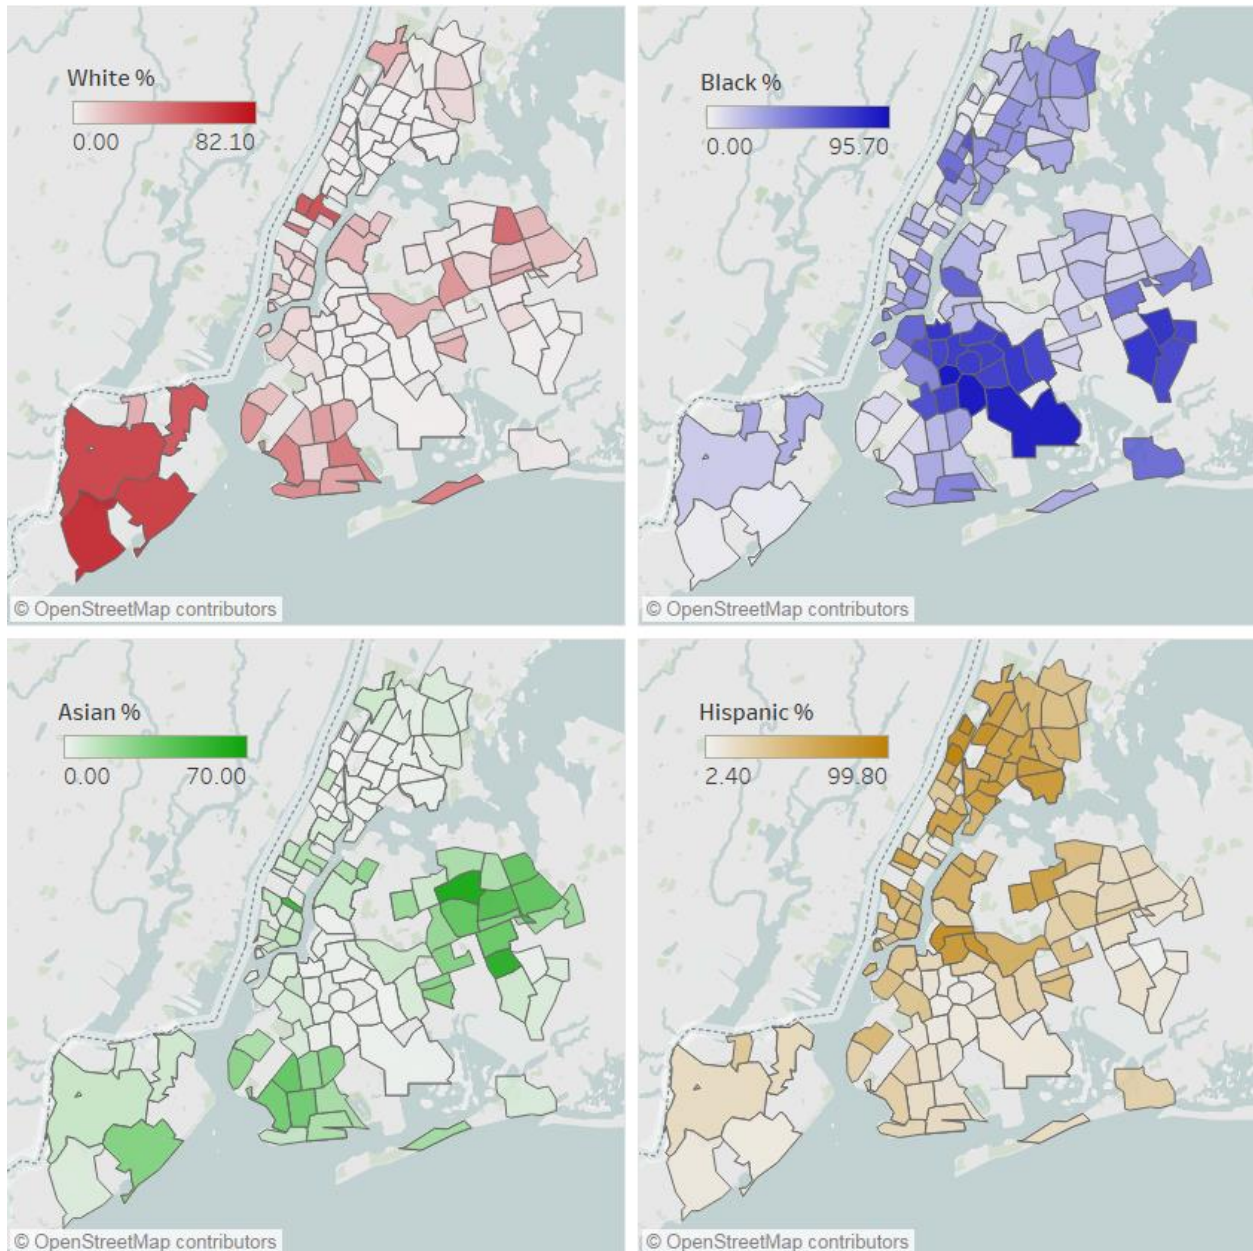 White %
0.00 82.10
© OpenStreetMap contributors
Black %
0.00 95.70
© OpenStreetMap contributors
Asian %
0.00 70.00
© OpenStreetMap contributors
Hispanic %
2.40 99.80
© OpenStreetMap contributors